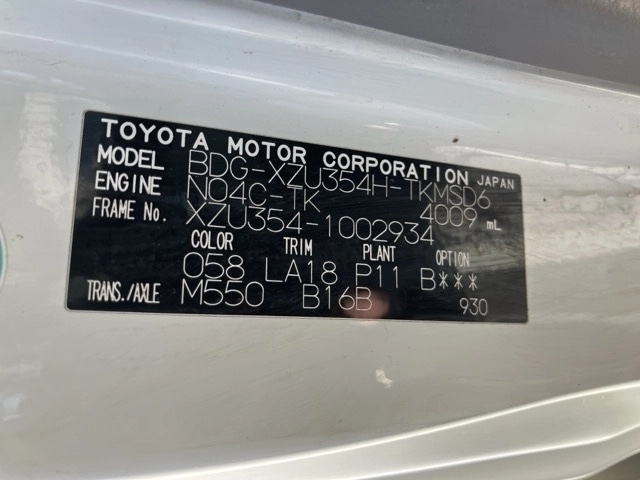 TOYOTA MOTOR CORPORATION JAPAN
MODEL BDG-XZU354H-TKMSD6
ENGINE N04C-TK 4009 mL
FRAME No. XZU354-1002934
COLOR TRIM PLANT OPTION
058 LA18 P11 B***
TRANS./AXLE M550 B16B 930